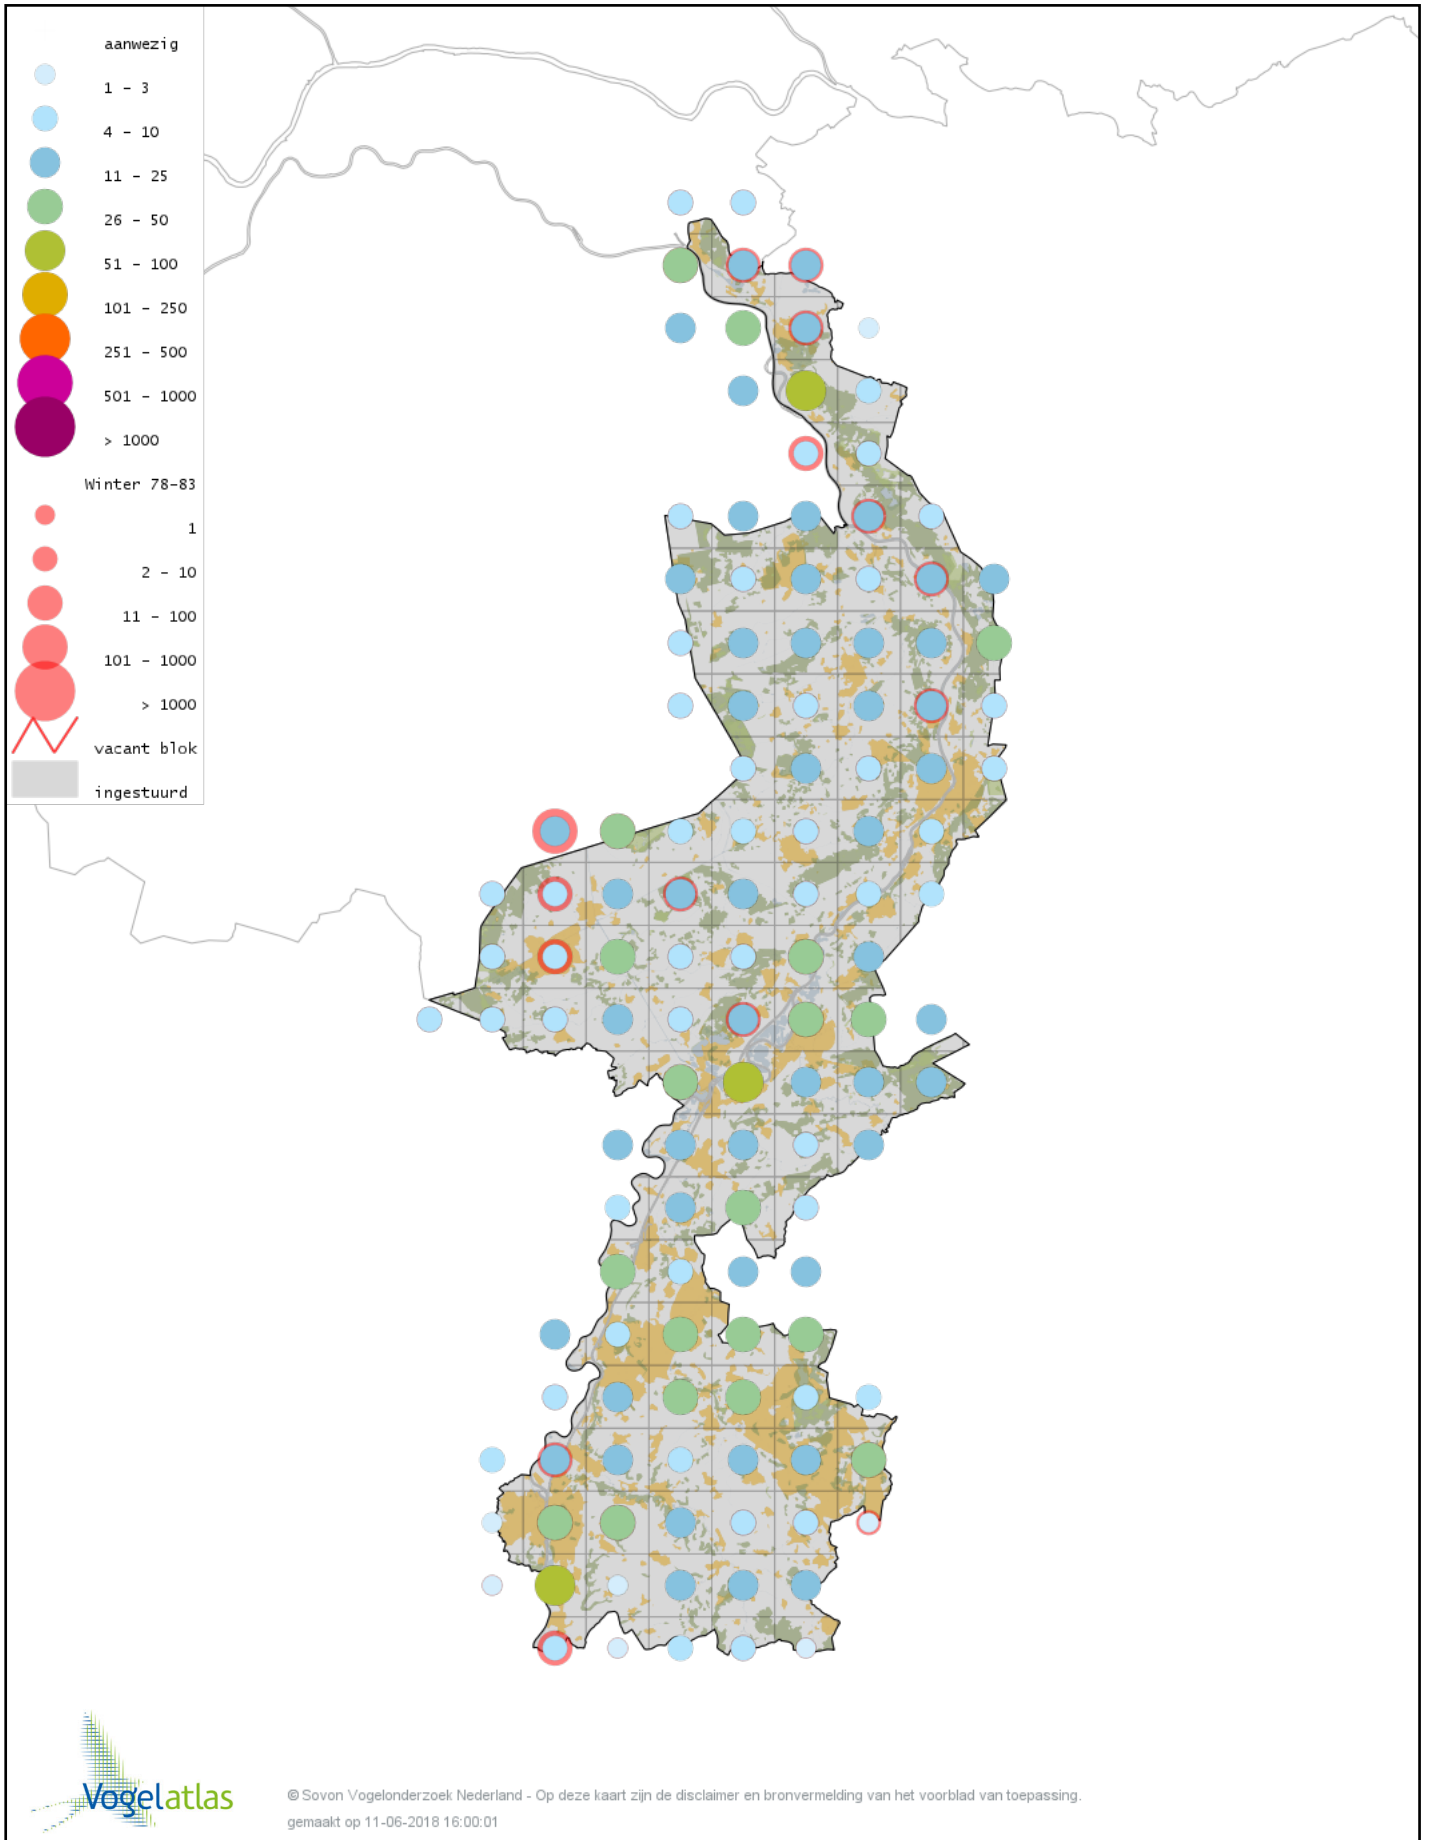 aanwezig
1 – 3
4 – 10
11 – 25
26 – 50
51 – 100
101 – 250
251 – 500
501 – 1000
> 1000
Winter 78–83
1
2 – 10
11 – 100
101 – 1000
> 1000
vacant blok
ingestuurd
Vogelatlas
© Sovon Vogelonderzoek Nederland - Op deze kaart zijn de disclaimer en bronvermelding van het voorblad van toepassing.
gemaakt op 11-06-2018 16:00:01